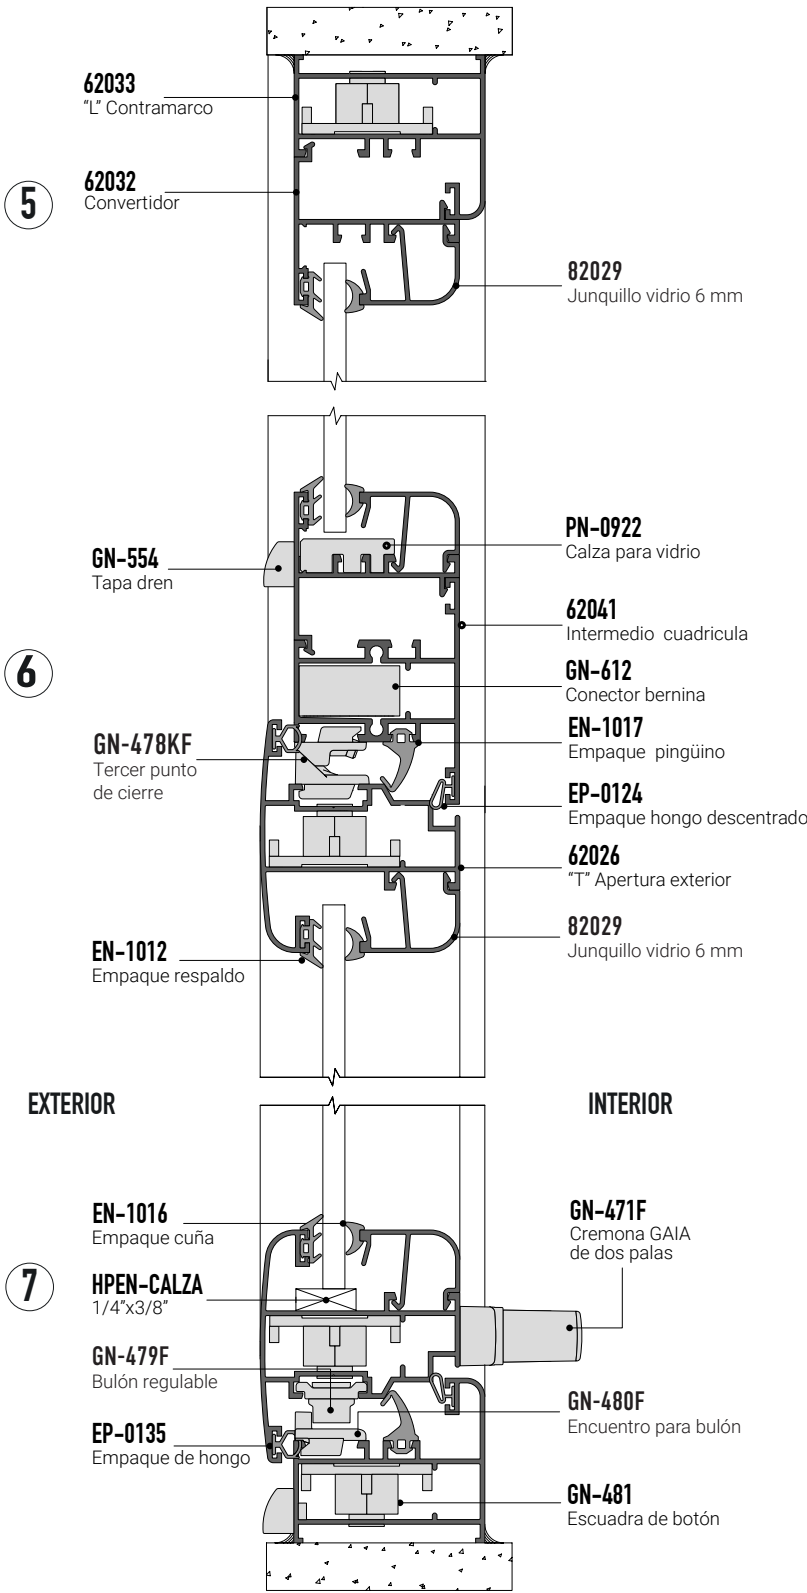 62033
"L" Contramarco
5
62032
Convertidor
82029
Junquillo vidrio 6 mm
PN-0922
Calza para vidrio
GN-554
Tapa dren
62041
Intermedio cuadricula
6
GN-612
Conector bernina
EN-1017
Empaque pingüino
GN-478KF
Tercer punto
de cierre
EP-0124
Empaque hongo descentrado
62026
"T" Apertura exterior
82029
Junquillo vidrio 6 mm
EN-1012
Empaque respaldo
EXTERIOR
INTERIOR
EN-1016
Empaque cuña
GN-471F
Cremona GAIA
de dos palas
7
HPEN-CALZA
1/4"x3/8"
GN-479F
Bulón regulable
GN-480F
Encuentro para bulón
EP-0135
Empaque de hongo
GN-481
Escuadra de botón